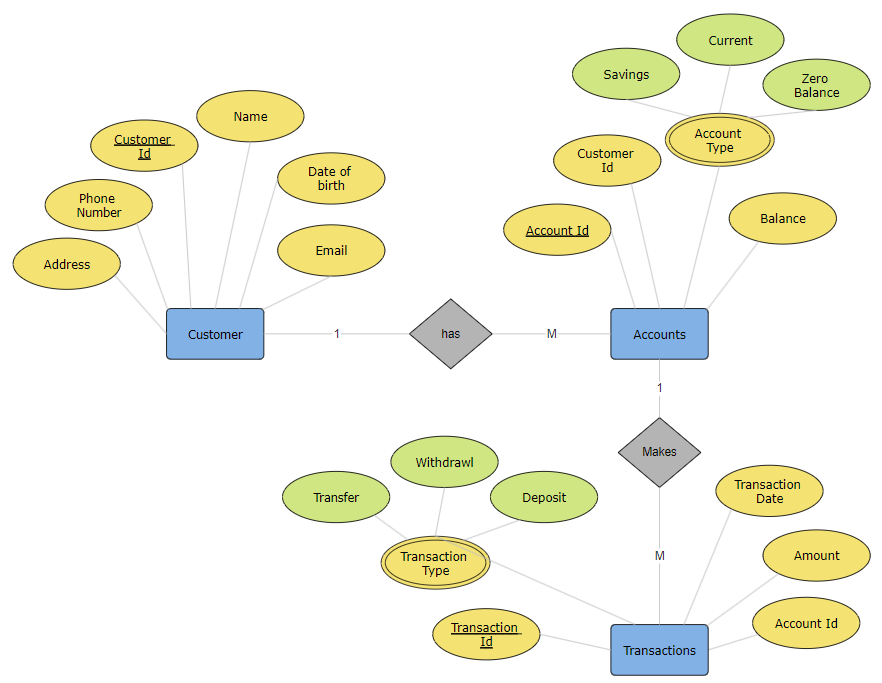 Current
Savings
Zero
Balance
Name
Account
Type
Customer
Id
Customer
Id
Date of
birth
Phone
Number
Balance
Account Id
Email
Address
Customer
1
has
M
Accounts
1
Makes
Withdrawl
Transfer
Deposit
Transaction
Date
Transaction
Type
M
Amount
Transaction
Id
Account Id
Transactions